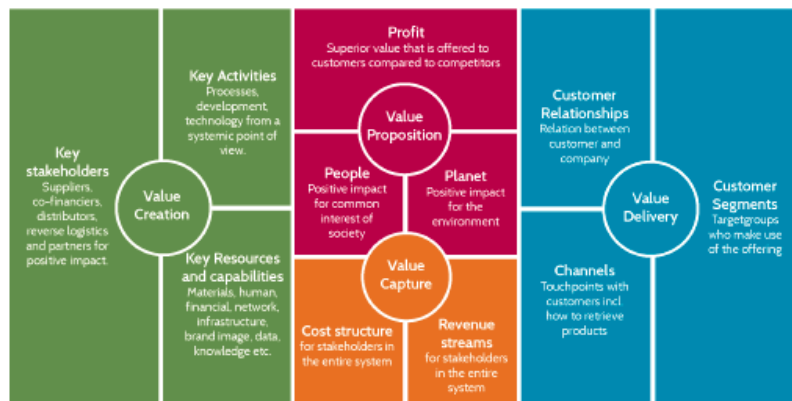 Key
stakeholders
Suppliers,
co-financiers,
distributors,
reverse logistics
and partners for
positive impact.
Value
Creation
Key Activities
Processes,
development,
technology from a
systemic point of
view.
Key Resources
and capabilities
Materials, human,
financial, network,
infrastructure,
brand image, data,
knowledge etc.
Profit
Superior value that is offered to
customers compared to competitors
Value
Proposition
People
Positive impact
for common
interest of
society
Planet
Positive impact
for the
environment
Value
Capture
Cost structure
for stakeholders in
the entire system
Revenue
streams
for stakeholders
in the entire
system
Customer
Relationships
Relation between
customer and
company
Value
Delivery
Channels
Touchpoints with
customers incl.
how to retrieve
products
Customer
Segments
Targetgroups
who make use
of the offering